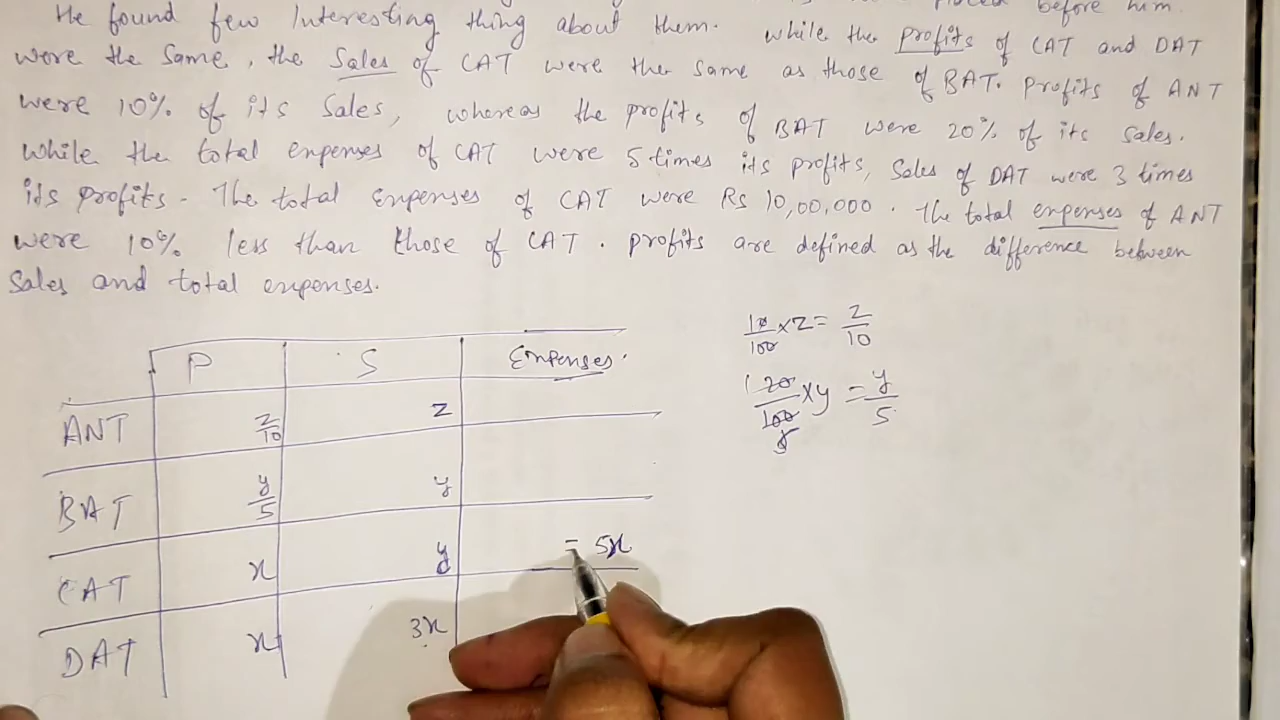 He found few Interesting thing about them. While the profits of CAT and DAT
were the same, the Sales of CAT were the same as those of BAT. Profits of ANT
were 10% of its Sales, whereas the profits of BAT were 20% of its sales.
While the total expenses of CAT were 5 times its profits, Sales of DAT were 3 times
its profits. The total Expenses of CAT were Rs 10,00,000. The total expenses of ANT
were 10% less than those of CAT. profits are defined as the difference between
Sales and total expenses.
10/100 × z = z/10
P S Expenses.
1 20/100 × y = y/5
5
ANT z/10 z
BAT y/5 y
CAT x y = 5x
DAT x 3x